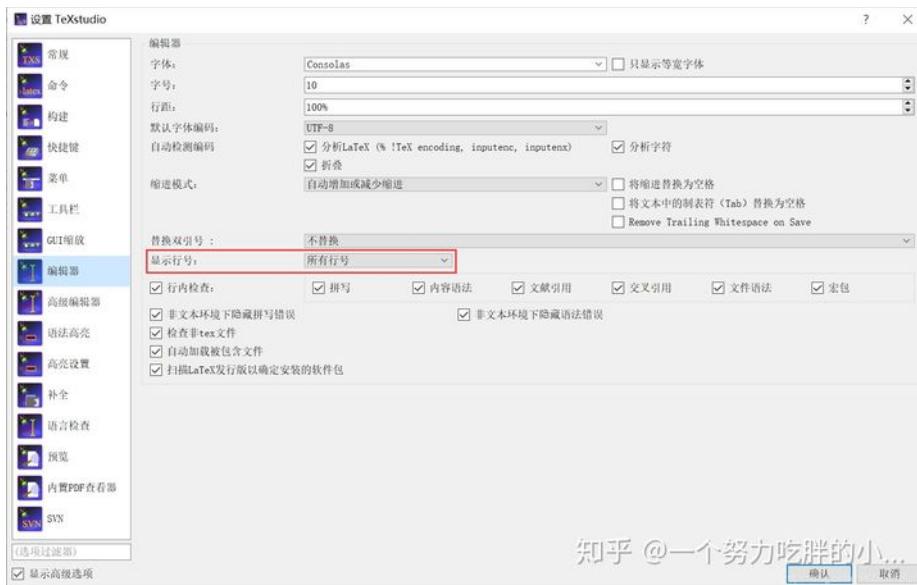 设置 TeXstudio
常规
命令
构建
快捷键
菜单
工具栏
GUI缩放
编辑器
高级编辑器
语法高亮
高亮设置
补全
语言检查
预览
内置PDF查看器
SVN
(选项过滤器)
显示高级选项
编辑器
字体: Consolas 只显示等宽字体
字号: 10
行距: 100%
默认字体编码: UTF-8
自动检测编码 分析LaTeX (% !TeX encoding, inputenc, inputenx) 分析字符
折叠
缩进模式: 自动增加或减少缩进 将缩进替换为空格
将文本中的制表符（Tab）替换为空格
Remove Trailing Whitespace on Save
替换双引号 : 不替换
显示行号: 所有行号
行内检查: 拼写 内容语法 文献引用 交叉引用 文件语法 宏包
非文本环境下隐藏拼写错误 非文本环境下隐藏语法错误
检查非tex文件
自动加载被包含文件
扫描LaTeX发行版以确定安装的软件包
知乎 @一个努力吃胖的小...
确认 取消